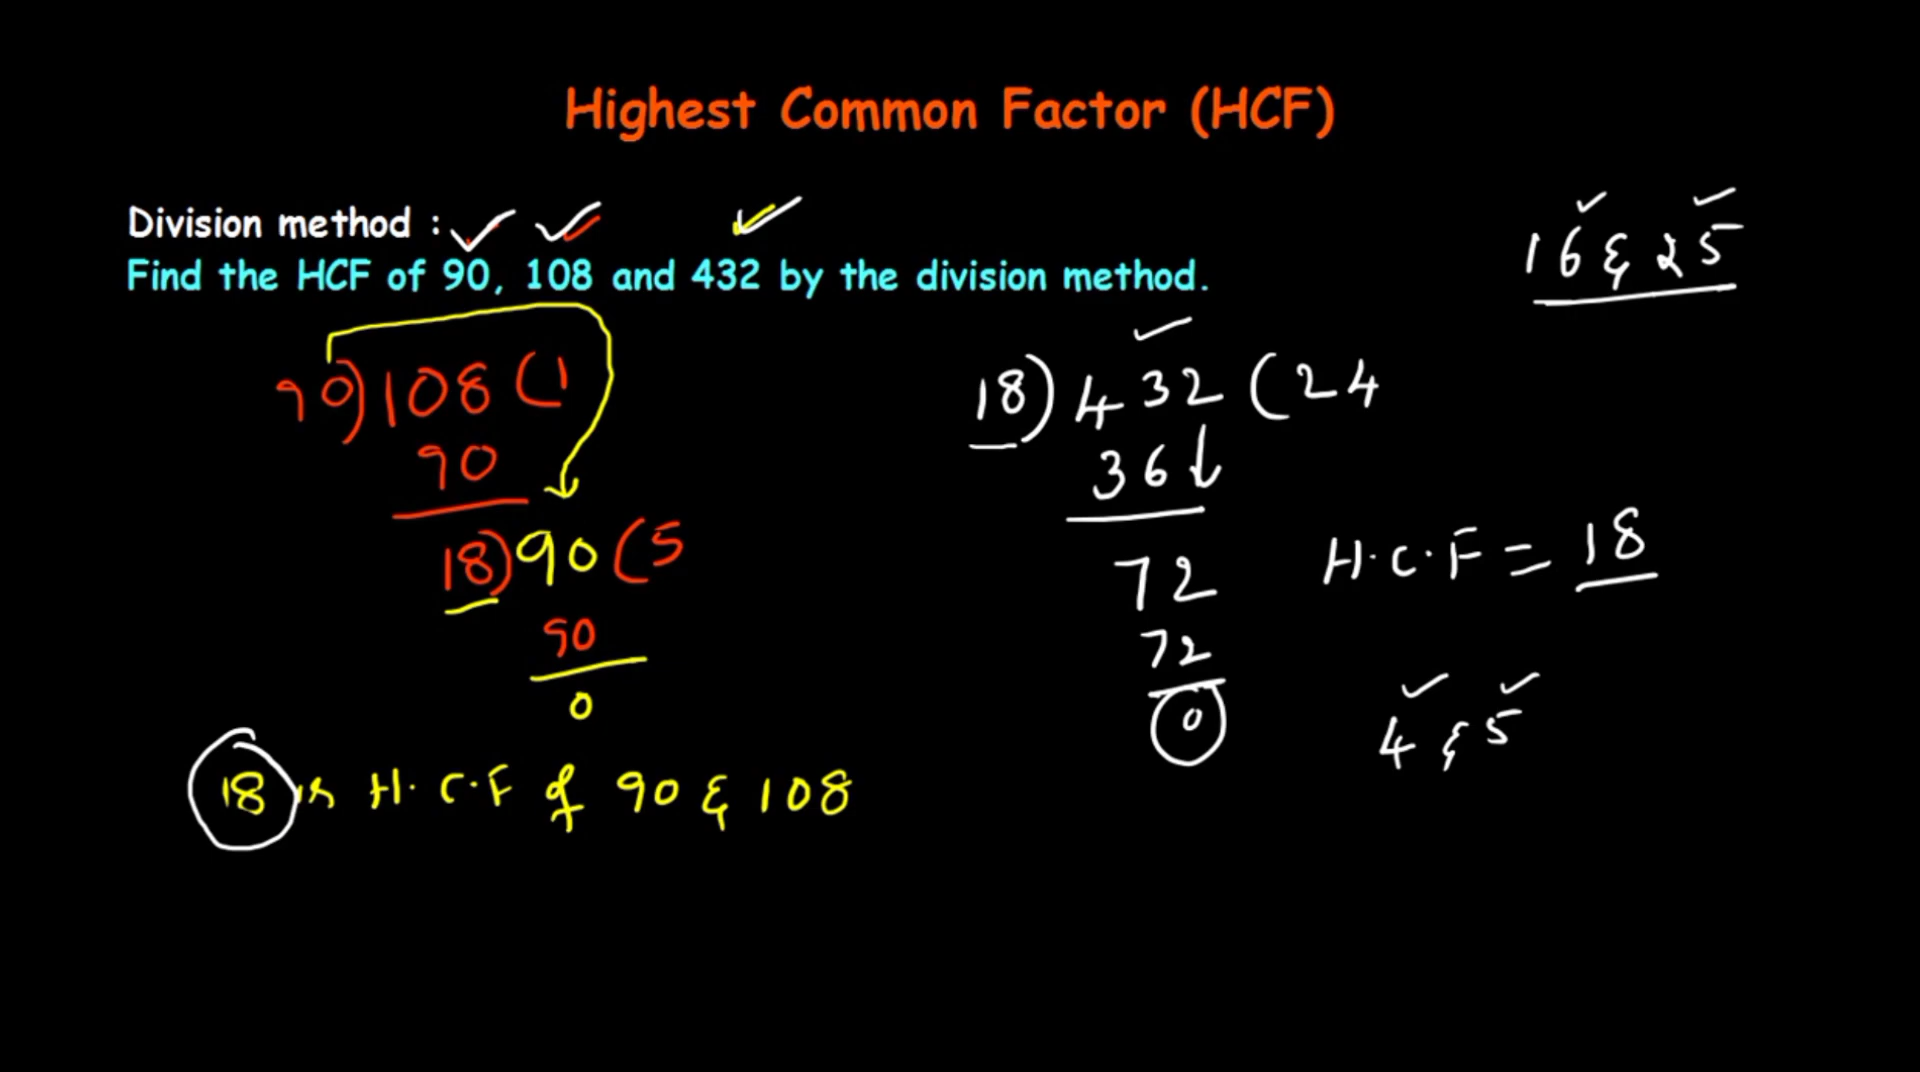 Highest Common Factor (HCF)
Division method :
Find the HCF of 90, 108 and 432 by the division method.
16 & 25
90)108(1
90
18)90(5
90
0
18 is H.C.F of 90 & 108
18)432(24
36↓
72
72
0
H.C.F = 18
4 & 5